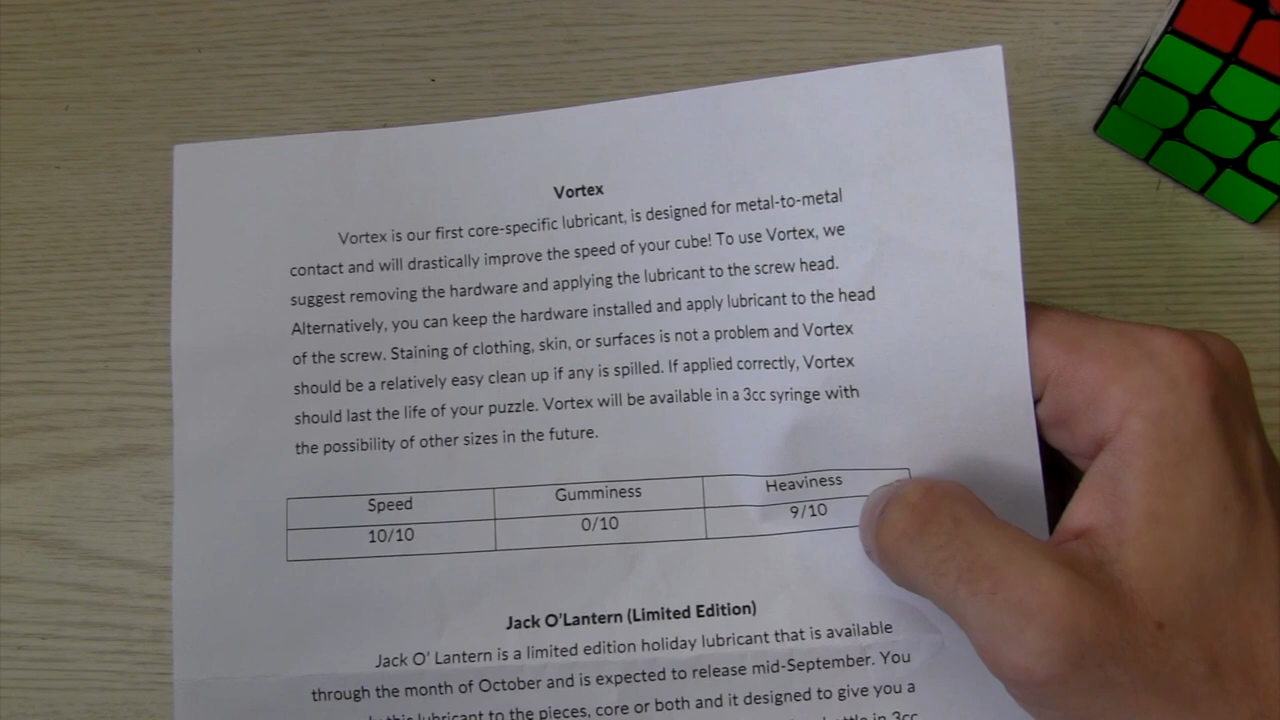 Vortex
Vortex is our first core-specific lubricant, is designed for metal-to-metal
contact and will drastically improve the speed of your cube! To use Vortex, we
suggest removing the hardware and applying the lubricant to the screw head.
Alternatively, you can keep the hardware installed and apply lubricant to the head
of the screw. Staining of clothing, skin, or surfaces is not a problem and Vortex
should be a relatively easy clean up if any is spilled. If applied correctly, Vortex
should last the life of your puzzle. Vortex will be available in a 3cc syringe with
the possibility of other sizes in the future.
Speed Gumminess Heaviness
10/10 0/10 9/10
Jack O'Lantern (Limited Edition)
Jack O' Lantern is a limited edition holiday lubricant that is available
through the month of October and is expected to release mid-September. You
this lubricant to the pieces, core or both and it designed to give you a
in 3cc